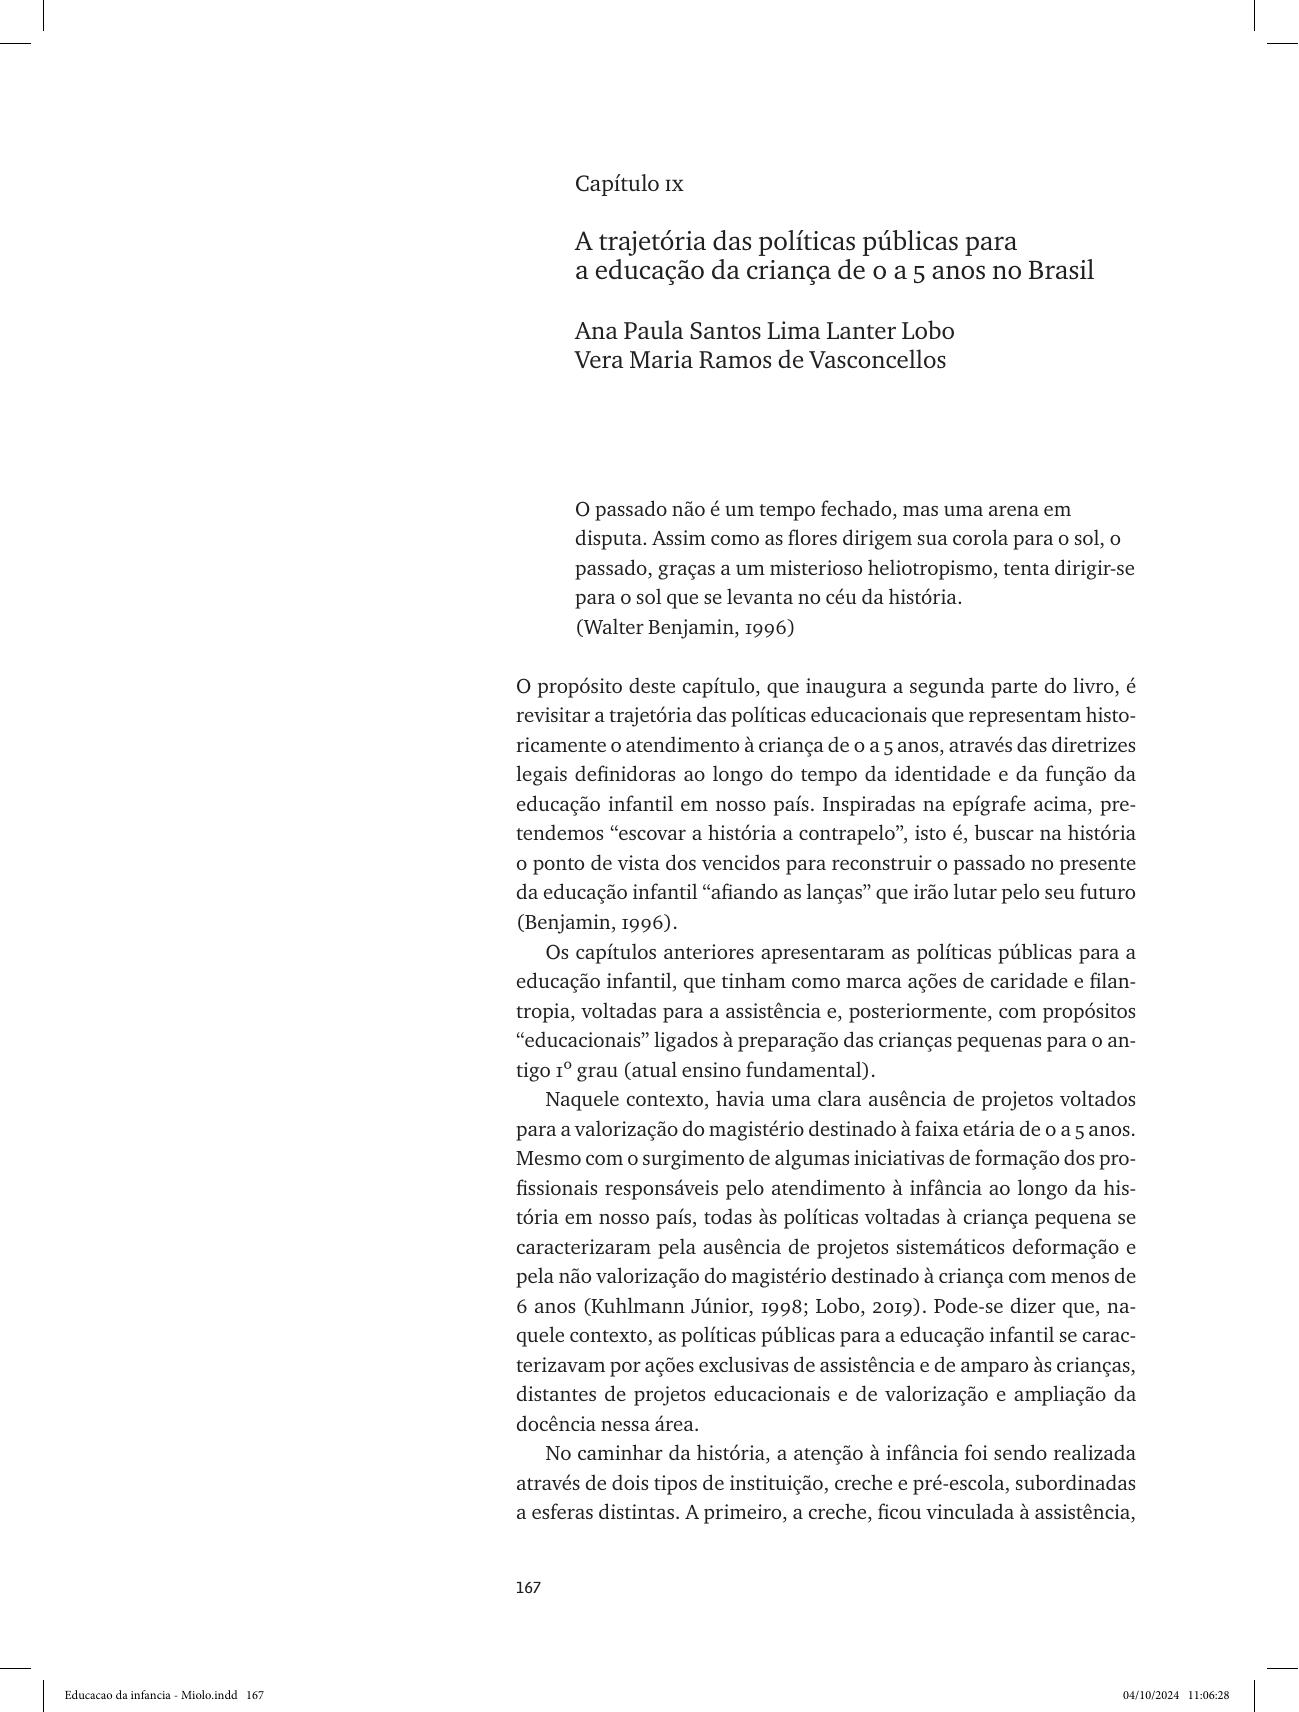 Capítulo IX
A trajetória das políticas públicas para
a educação da criança de 0 a 5 anos no Brasil
Ana Paula Santos Lima Lanter Lobo
Vera Maria Ramos de Vasconcellos
O passado não é um tempo fechado, mas uma arena em
disputa. Assim como as flores dirigem sua corola para o sol, o
passado, graças a um misterioso heliotropismo, tenta dirigir-se
para o sol que se levanta no céu da história.
(Walter Benjamin, 1996)
O propósito deste capítulo, que inaugura a segunda parte do livro, é
revisitar a trajetória das políticas educacionais que representam histo-
ricamente o atendimento à criança de 0 a 5 anos, através das diretrizes
legais definidoras ao longo do tempo da identidade e da função da
educação infantil em nosso país. Inspiradas na epígrafe acima, pre-
tendemos “escovar a história a contrapelo”, isto é, buscar na história
o ponto de vista dos vencidos para reconstruir o passado no presente
da educação infantil “afiando as lanças” que irão lutar pelo seu futuro
(Benjamin, 1996).
Os capítulos anteriores apresentaram as políticas públicas para a
educação infantil, que tinham como marca ações de caridade e filan-
tropia, voltadas para a assistência e, posteriormente, com propósitos
“educacionais” ligados à preparação das crianças pequenas para o an-
tigo 1º grau (atual ensino fundamental).
Naquele contexto, havia uma clara ausência de projetos voltados
para a valorização do magistério destinado à faixa etária de 0 a 5 anos.
Mesmo com o surgimento de algumas iniciativas de formação dos pro-
fissionais responsáveis pelo atendimento à infância ao longo da his-
tória em nosso país, todas às políticas voltadas à criança pequena se
caracterizaram pela ausência de projetos sistemáticos deformação e
pela não valorização do magistério destinado à criança com menos de
6 anos (Kuhlmann Júnior, 1998; Lobo, 2019). Pode-se dizer que, na-
quele contexto, as políticas públicas para a educação infantil se carac-
terizavam por ações exclusivas de assistência e de amparo às crianças,
distantes de projetos educacionais e de valorização e ampliação da
docência nessa área.
No caminhar da história, a atenção à infância foi sendo realizada
através de dois tipos de instituição, creche e pré-escola, subordinadas
a esferas distintas. A primeiro, a creche, ficou vinculada à assistência,
167
Educacao da infancia - Miolo.indd   167
04/10/2024   11:06:28